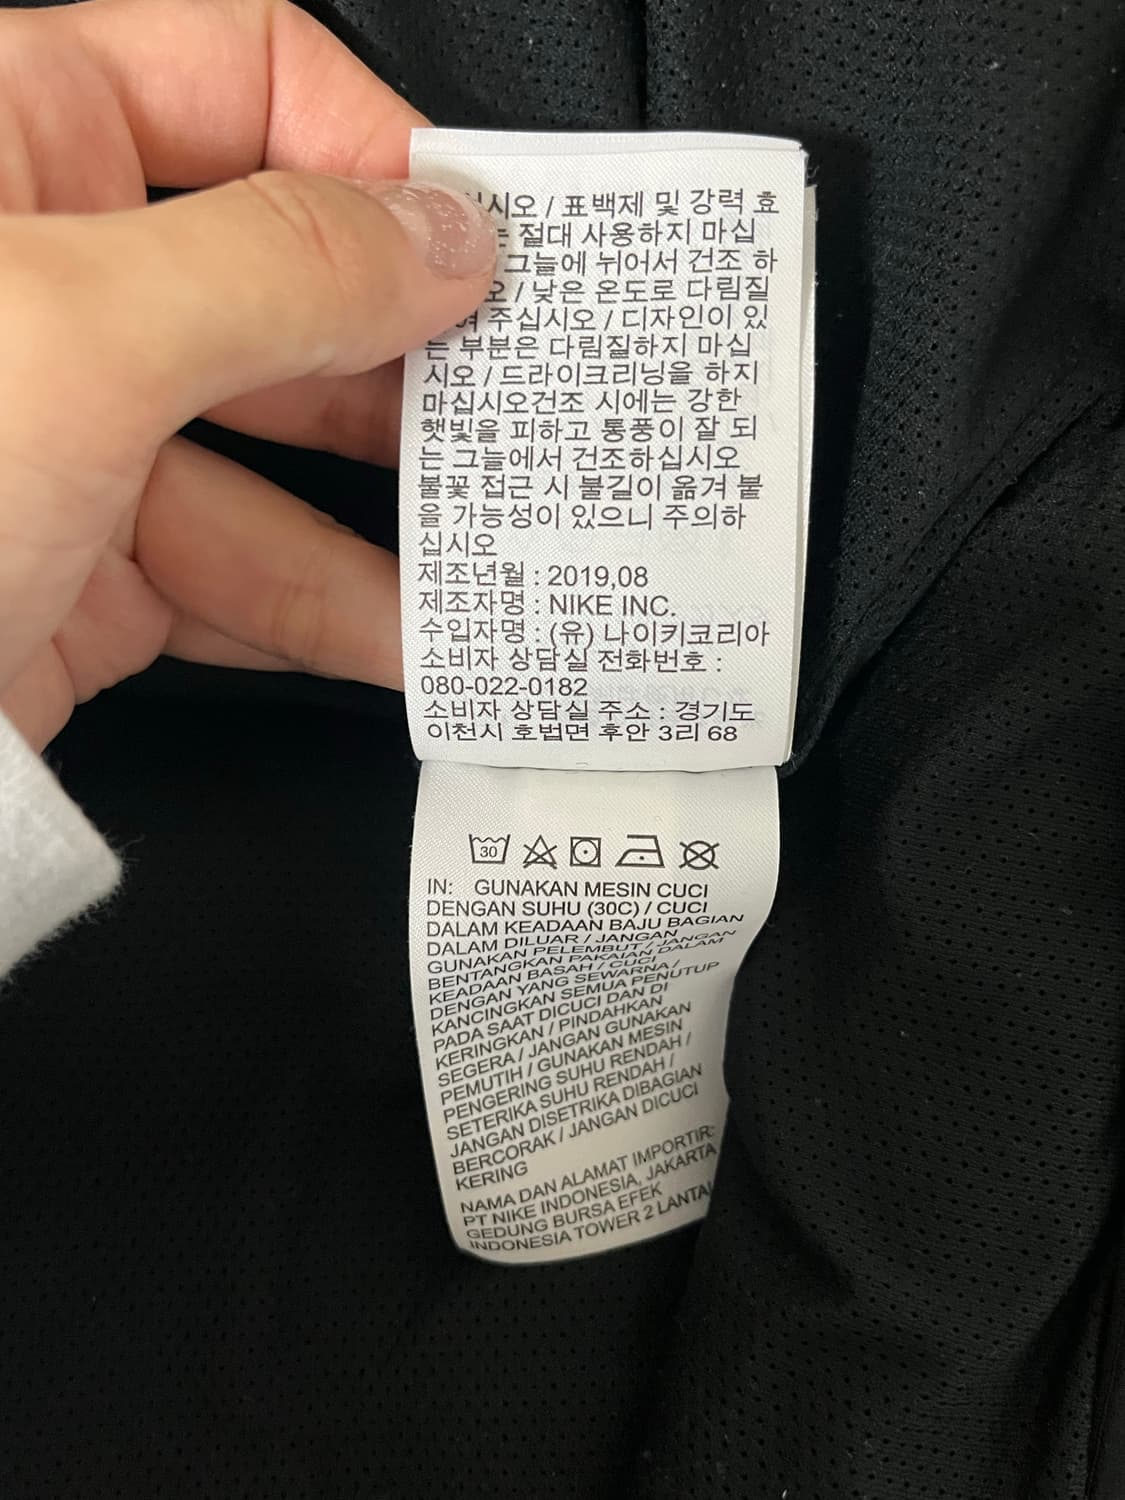 십시오 / 표백제 및 강력 효
는 절대 사용하지 마십
그늘에 뉘어서 건조 하
오 / 낮은 온도로 다림질
여 주십시오 / 디자인이 있
는 부분은 다림질하지 마십
시오 / 드라이크리닝을 하지
마십시오건조 시에는 강한
햇빛을 피하고 통풍이 잘 되
는 그늘에서 건조하십시오
불꽃 접근 시 불길이 옮겨 붙
을 가능성이 있으니 주의하
십시오
제조년월 : 2019,08
제조자명 : NIKE INC.
수입자명 : (유) 나이키코리아
소비자 상담실 전화번호 :
080-022-0182
소비자 상담실 주소 : 경기도
이천시 호법면 후안 3리 68
30
IN: GUNAKAN MESIN CUCI
DENGAN SUHU (30C) / CUCI
DALAM KEADAAN BAJU BAGIAN
DALAM DILUAR / JANGAN
GUNAKAN PELEMBUT / JANGAN
BENTANGKAN PAKAIAN DALAM
KEADAAN BASAH / CUCI
DENGAN YANG SEWARNA /
KANCINGKAN SEMUA PENUTUP
PADA SAAT DICUCI DAN DI
KERINGKAN / PINDAHKAN
SEGERA / JANGAN GUNAKAN
PEMUTIH / GUNAKAN MESIN
PENGERING SUHU RENDAH /
SETERIKA SUHU RENDAH /
JANGAN DISETRIKA DIBAGIAN
BERCORAK / JANGAN DICUCI
KERING
NAMA DAN ALAMAT IMPORTIR:
PT NIKE INDONESIA, JAKARTA
GEDUNG BURSA EFEK
INDONESIA TOWER 2 LANTAI